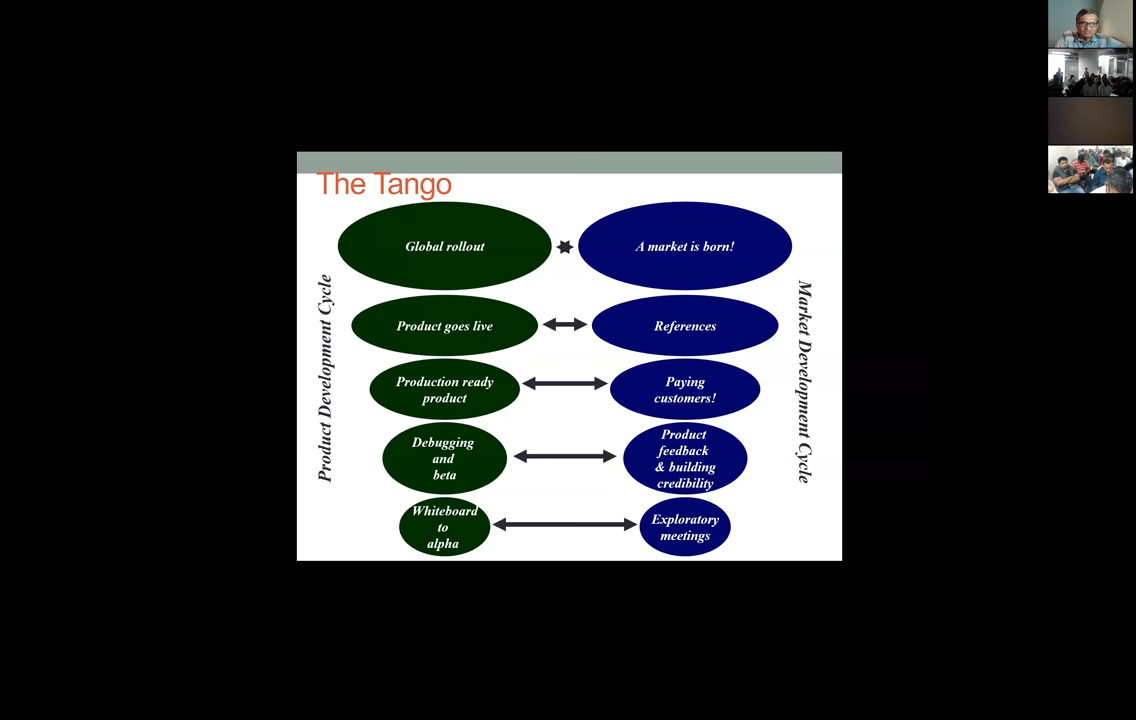 The Tango
Global rollout
A market is born!
Product goes live
References
Production ready
product
Paying
customers!
Debugging
and
beta
Product
feedback
& building
credibility
Whiteboard
to
alpha
Exploratory
meetings
Product Development Cycle
Market Development Cycle